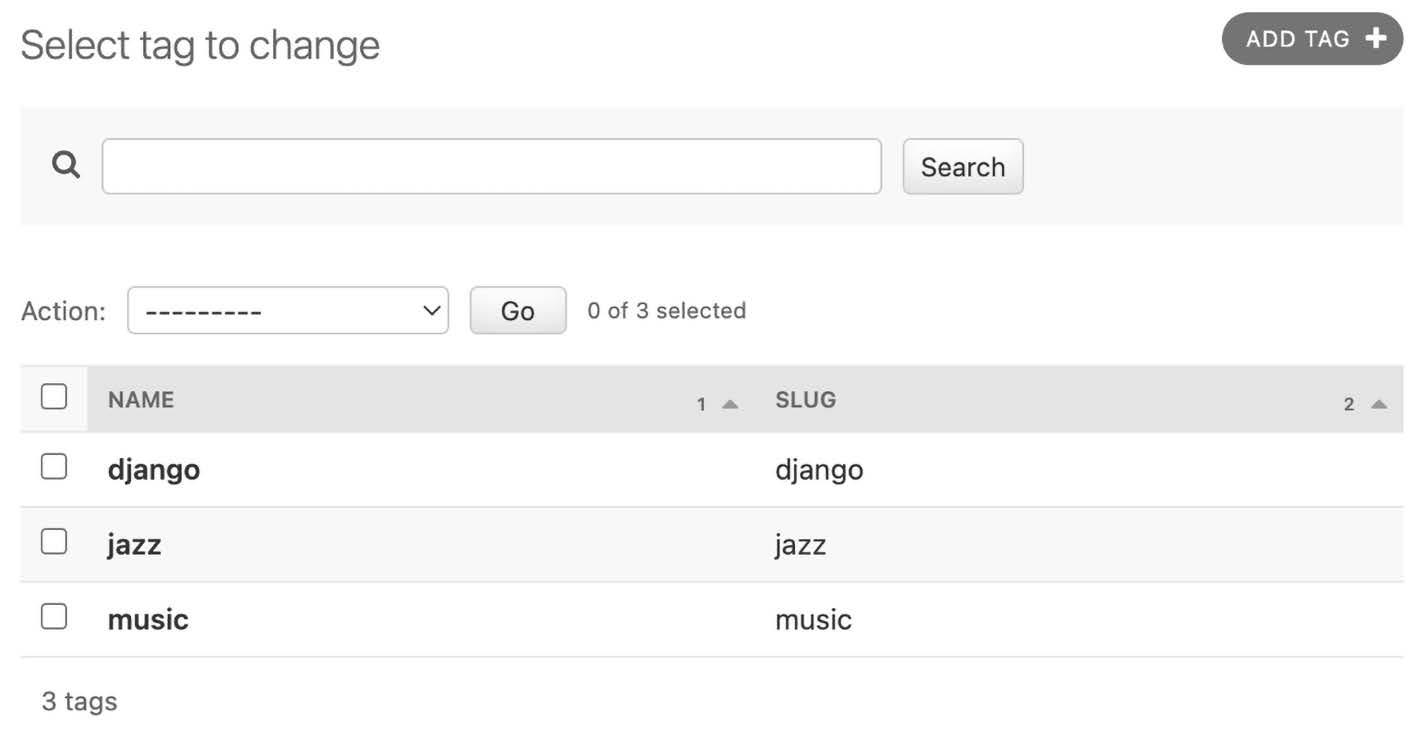 Select tag to change
ADD TAG +
Search
Action: --------- Go 0 of 3 selected
NAME 1 SLUG 2
django django
jazz jazz
music music
3 tags